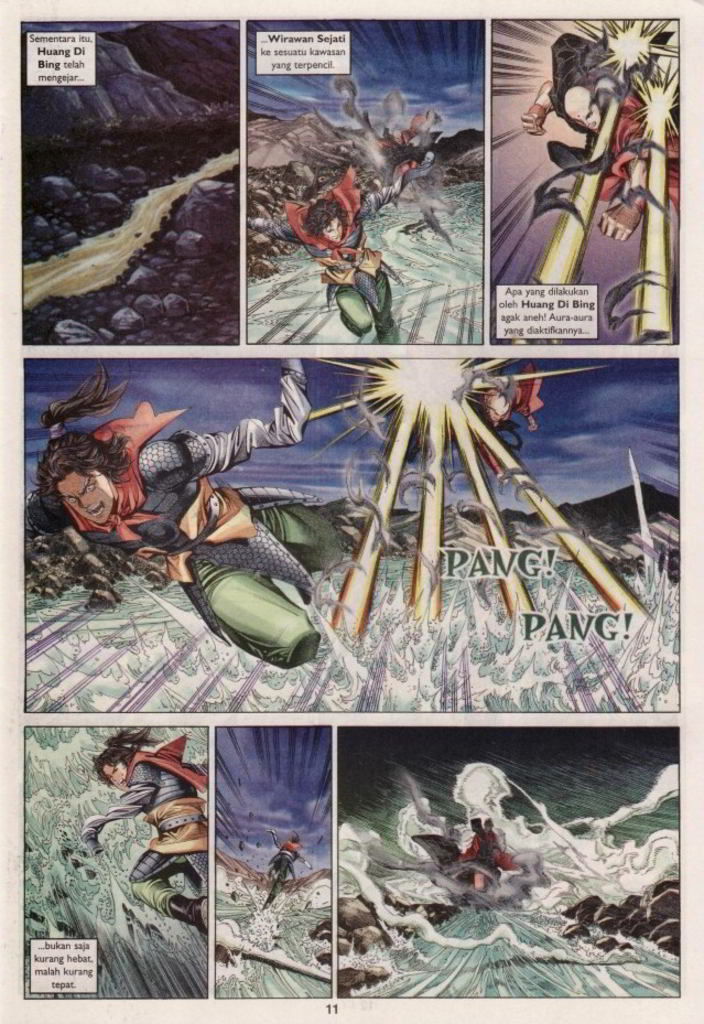 Sementara itu,
Huang Di
Bing telah
mengejar...
...Wirawan Sejati
ke sesuatu kawasan
yang terpencil.
Apa yang dilakukan
oleh Huang Di Bing
agak aneh! Aura-aura
yang diaktifkannya...
PANG!
PANG!
...bukan saja
kurang hebat,
malah kurang
tepat.
11